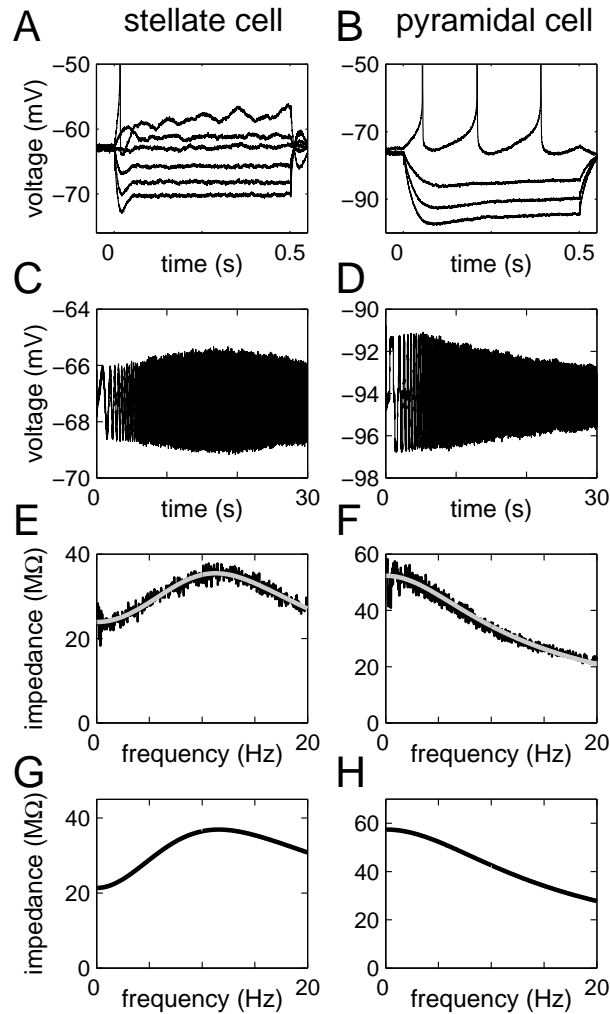 A stellate cell B pyramidal cell
voltage (mV)
−50
−60
−70
0 0.5
time (s)
−50
−70
−90
0 0.5
time (s)
C D
voltage (mV)
−64
−66
−68
−70
0 30
time (s)
−90
−92
−94
−96
−98
0 30
time (s)
E F
impedance (MΩ)
40
20
0
0 20
frequency (Hz)
60
40
20
0
0 20
frequency (Hz)
G H
impedance (MΩ)
40
20
0
0 20
frequency (Hz)
60
40
20
0
0 20
frequency (Hz)